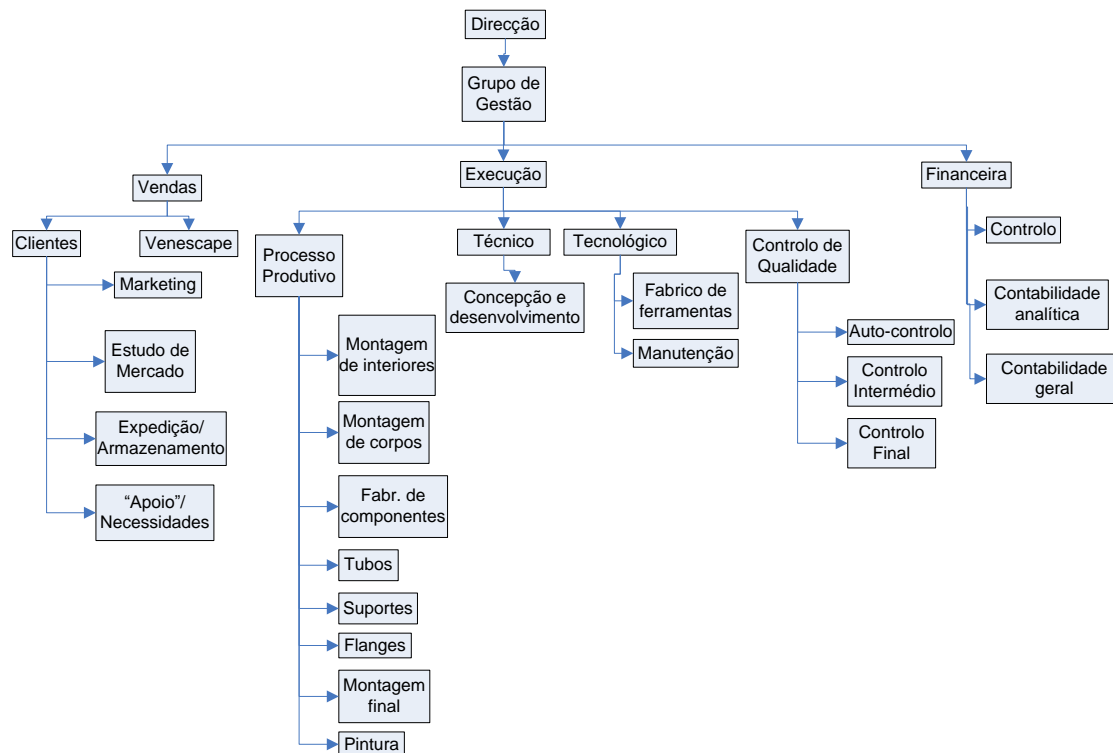 Direcção
Grupo de
Gestão
Vendas
Execução
Financeira
Clientes
Venescape
Processo
Produtivo
Técnico
Tecnológico
Controlo de
Qualidade
Controlo
Marketing
Concepção e
desenvolvimento
Fabrico de
ferramentas
Contabilidade
analítica
Estudo de
Mercado
Montagem
de interiores
Manutenção
Auto-controlo
Controlo
Intermédio
Contabilidade
geral
Expedição/
Armazenamento
Montagem
de corpos
Controlo
Final
“Apoio”/
Necessidades
Fabr. de
componentes
Tubos
Suportes
Flanges
Montagem
final
Pintura